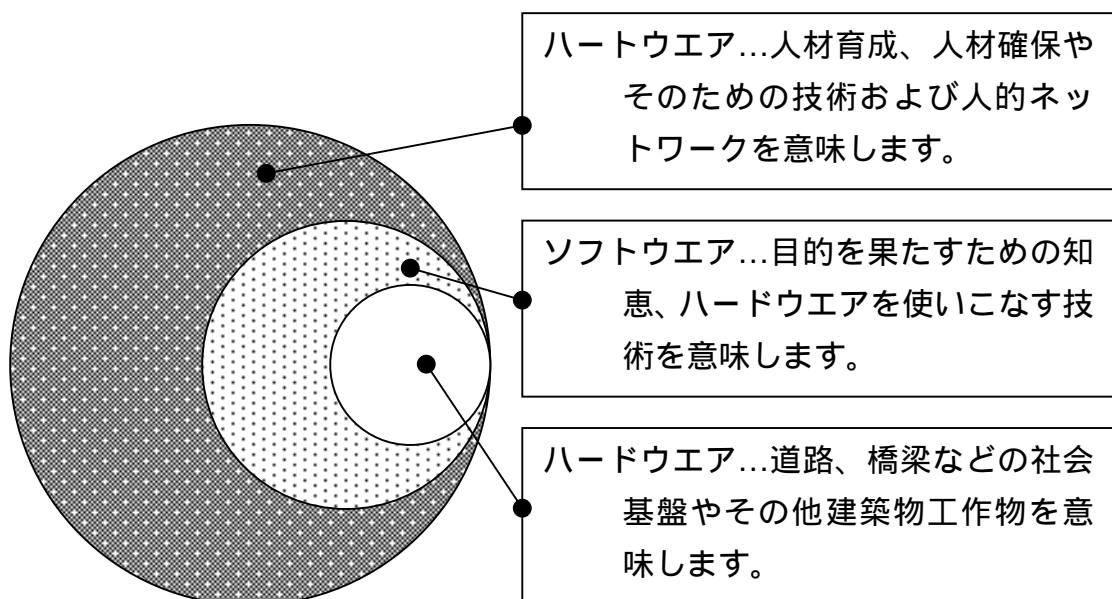 ハートウエア…人材育成、人材確保や
そのための技術および人的ネッ
トワークを意味します。
ソフトウエア…目的を果たすための知
恵、ハードウエアを使いこなす技
術を意味します。
ハードウエア…道路、橋梁などの社会
基盤やその他建築物工作物を意
味します。